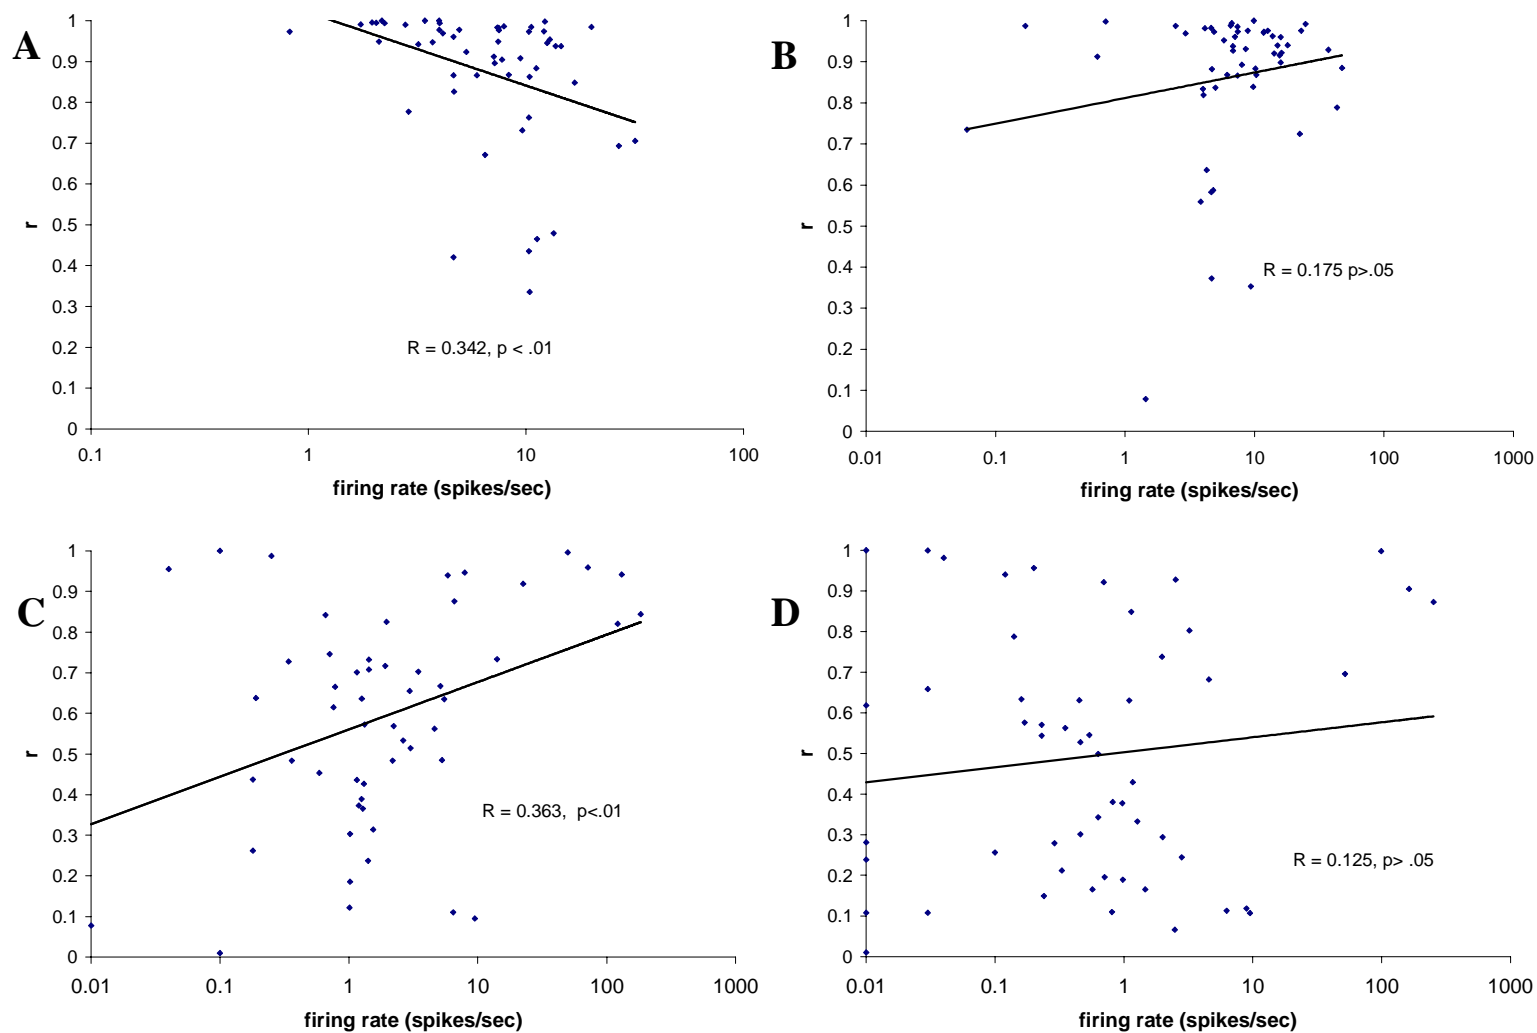 A
1
0.9
0.8
0.7
0.6
0.5
0.4
0.3
0.2
0.1
0
r
R = 0.342, p < .01
0.1 1 10 100
firing rate (spikes/sec)
B
1
0.9
0.8
0.7
0.6
0.5
0.4
0.3
0.2
0.1
0
r
R = 0.175 p>.05
0.01 0.1 1 10 100 1000
firing rate (spikes/sec)
C
1
0.9
0.8
0.7
0.6
0.5
0.4
0.3
0.2
0.1
0
r
R = 0.363, p<.01
0.01 0.1 1 10 100 1000
firing rate (spikes/sec)
D
1
0.9
0.8
0.7
0.6
0.5
0.4
0.3
0.2
0.1
0
r
R = 0.125, p> .05
0.01 0.1 1 10 100 1000
firing rate (spikes/sec)